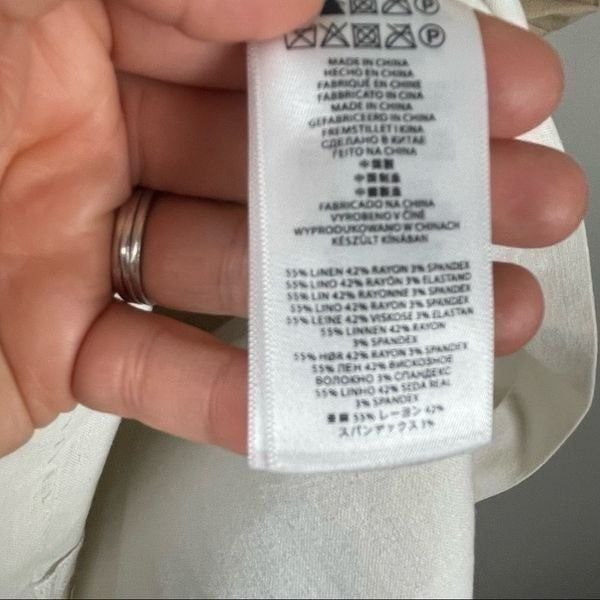 MADE IN CHINA
HECHO EN CHINA
FABRIQUÉ EN CHINE
FABBRICATO IN CINA
MADE IN CHINA
GEFABRICEERD IN CHINA
FREMSTILLET I KINA
СДЕЛАНО В КИТАЕ
FEITO NA CHINA
中国製
中国制造
中國製造
FABRICADO NA CHINA
VYROBENO V ČÍNĚ
WYPRODUKOWANO W CHINACH
KÉSZÜLT KÍNÁBAN
55% LINEN 42% RAYON 3% SPANDEX
55% LINO 42% RAYÓN 3% ELASTANO
55% LIN 42% RAYONNE 3% SPANDEX
55% LINO 42% RAYON 3% SPANDEX
55% LEINE 42% VISKOSE 3% ELASTAN
55% LINNEN 42% RAYON
3% SPANDEX
55% HØR 42% RAYON 3% SPANDEX
55% ЛЕН 42% ВИСКОЗНОЕ
ВОЛОКНО 3% СПАНДЕКС
55% LINHO 42% SEDA REAL
3% SPANDEX
亜麻 55% レーヨン 42%
スパンデックス 3%